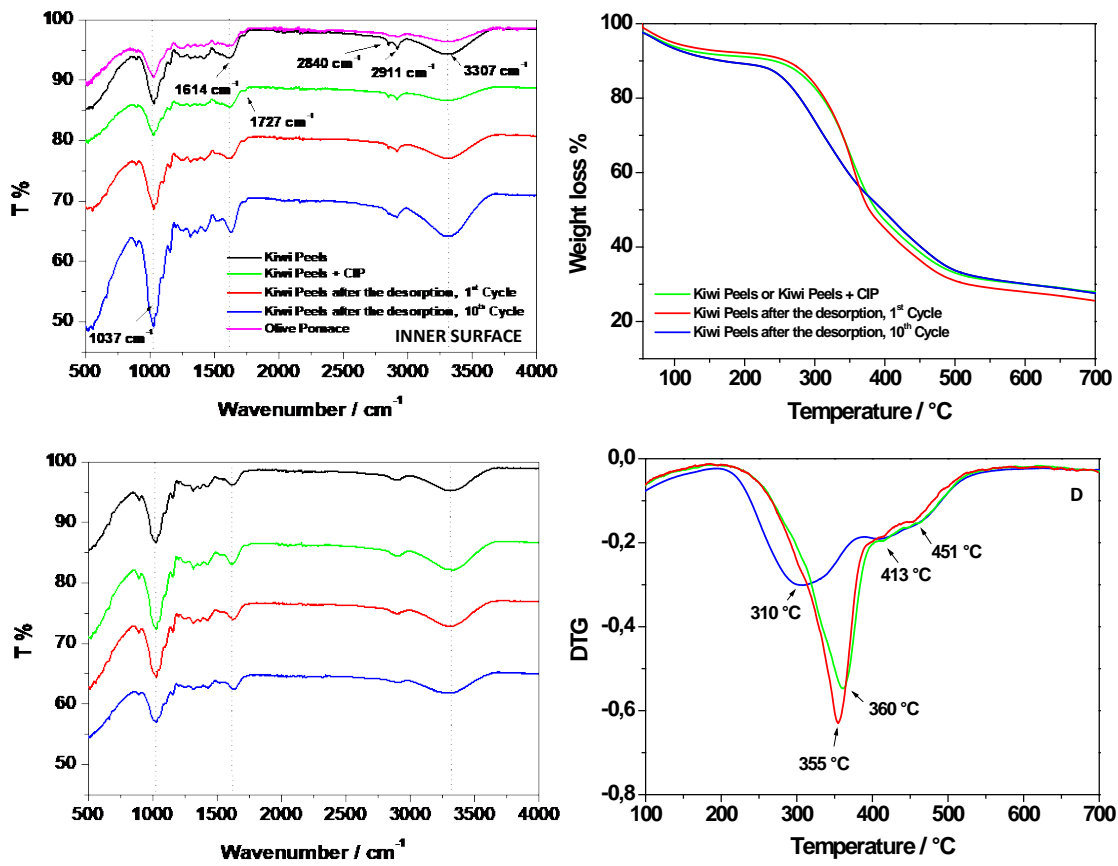 100
90
80
70
60
50
T %
2840 cm⁻¹
2911 cm⁻¹
3307 cm⁻¹
1614 cm⁻¹
1727 cm⁻¹
Kiwi Peels
Kiwi Peels + CIP
Kiwi Peels after the desorption, 1st Cycle
Kiwi Peels after the desorption, 10th Cycle
Olive Pomace
1037 cm⁻¹
INNER SURFACE
500 1000 1500 2000 2500 3000 3500 4000
Wavenumber / cm⁻¹
100
80
60
40
20
Weight loss %
Kiwi Peels or Kiwi Peels + CIP
Kiwi Peels after the desorption, 1st Cycle
Kiwi Peels after the desorption, 10th Cycle
100 200 300 400 500 600 700
Temperature / °C
100
90
80
70
60
50
T %
500 1000 1500 2000 2500 3000 3500 4000
Wavenumber / cm⁻¹
0,0
-0,2
-0,4
-0,6
-0,8
DTG
D
451 °C
413 °C
310 °C
360 °C
355 °C
100 200 300 400 500 600 700
Temperature / °C